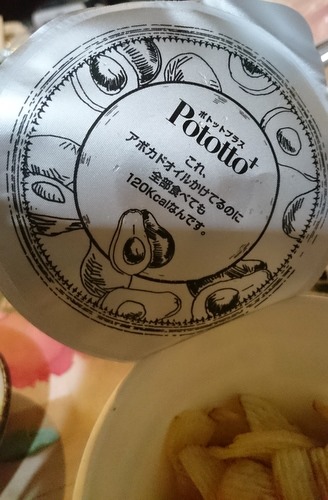 ポトットプラス
Pototto+
これ、
アボカドオイルかけてるのに
全部食べても
120kcalなんです。